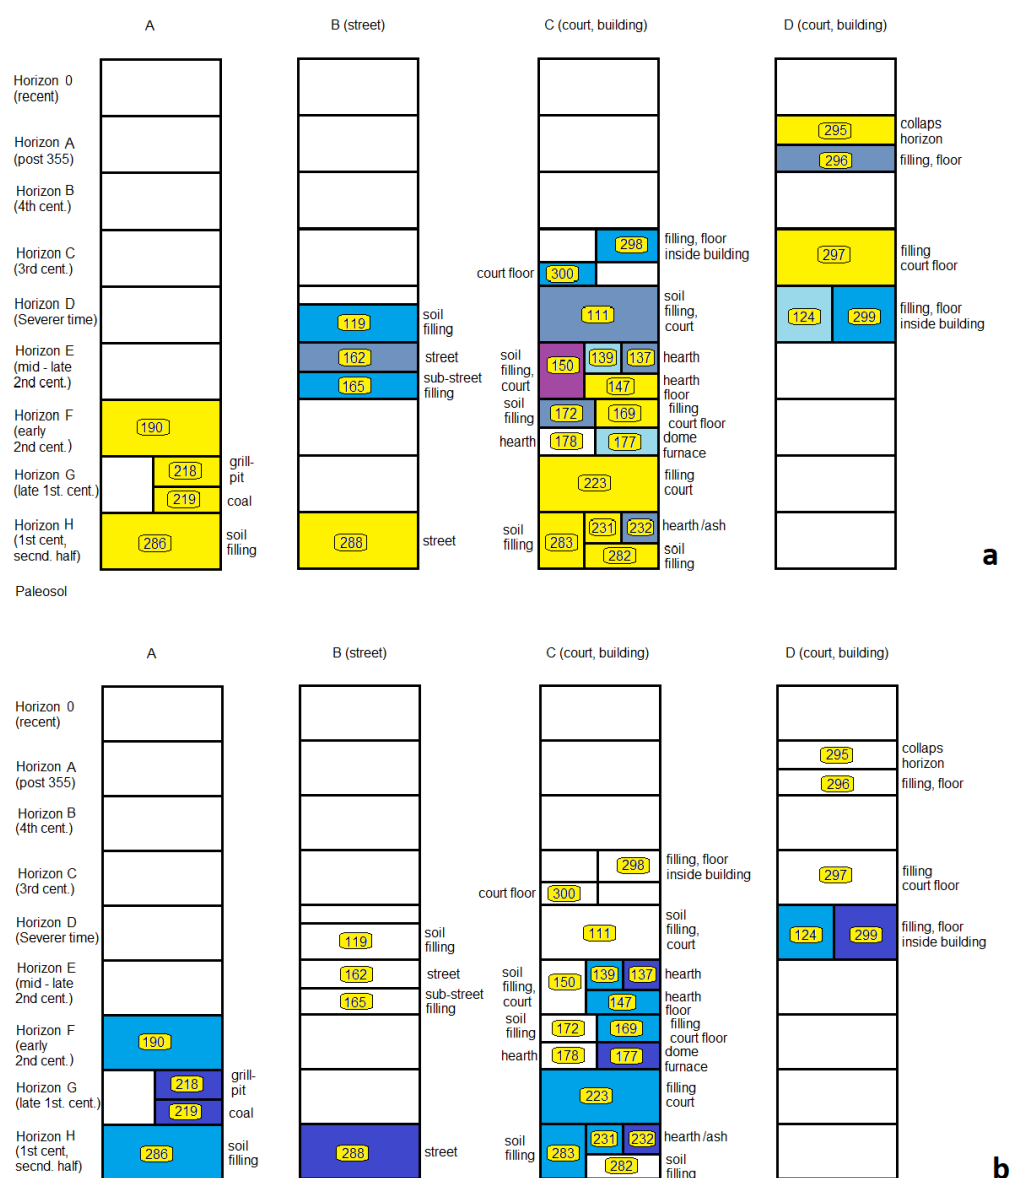 A
B (street)
C (court, building)
D (court, building)
Horizon 0
(recent)
Horizon A
(post 355)
295
collaps
horizon
296
filling, floor
Horizon B
(4th cent.)
Horizon C
(3rd cent.)
298
filling, floor
inside building
court floor
300
297
filling
court floor
Horizon D
(Severer time)
119
soil
filling
111
soil
filling,
court
124
299
filling, floor
inside building
Horizon E
(mid - late
2nd cent.)
162
street
165
sub-street
filling
soil
filling,
court
150
139
137
hearth
147
hearth
floor
Horizon F
(early
2nd cent.)
190
soil
filling
172
169
filling
court floor
hearth
178
177
dome
furnace
Horizon G
(late 1st. cent.)
218
grill-
pit
219
coal
223
filling
court
Horizon H
(1st cent,
secnd. half)
286
soil
filling
288
street
soil
filling
283
231
232
hearth/ash
282
soil
filling
a
Paleosol
A
B (street)
C (court, building)
D (court, building)
Horizon 0
(recent)
Horizon A
(post 355)
295
collaps
horizon
296
filling, floor
Horizon B
(4th cent.)
Horizon C
(3rd cent.)
298
filling, floor
inside building
court floor
300
297
filling
court floor
Horizon D
(Severer time)
119
soil
filling
111
soil
filling,
court
124
299
filling, floor
inside building
Horizon E
(mid - late
2nd cent.)
162
street
165
sub-street
filling
soil
filling,
court
150
139
137
hearth
147
hearth
floor
Horizon F
(early
2nd cent.)
190
soil
filling
172
169
filling
court floor
hearth
178
177
dome
furnace
Horizon G
(late 1st. cent.)
218
grill-
pit
219
coal
223
filling
court
Horizon H
(1st cent,
secnd. half)
286
soil
filling
288
street
soil
filling
283
231
232
hearth/ash
282
soil
filling
b